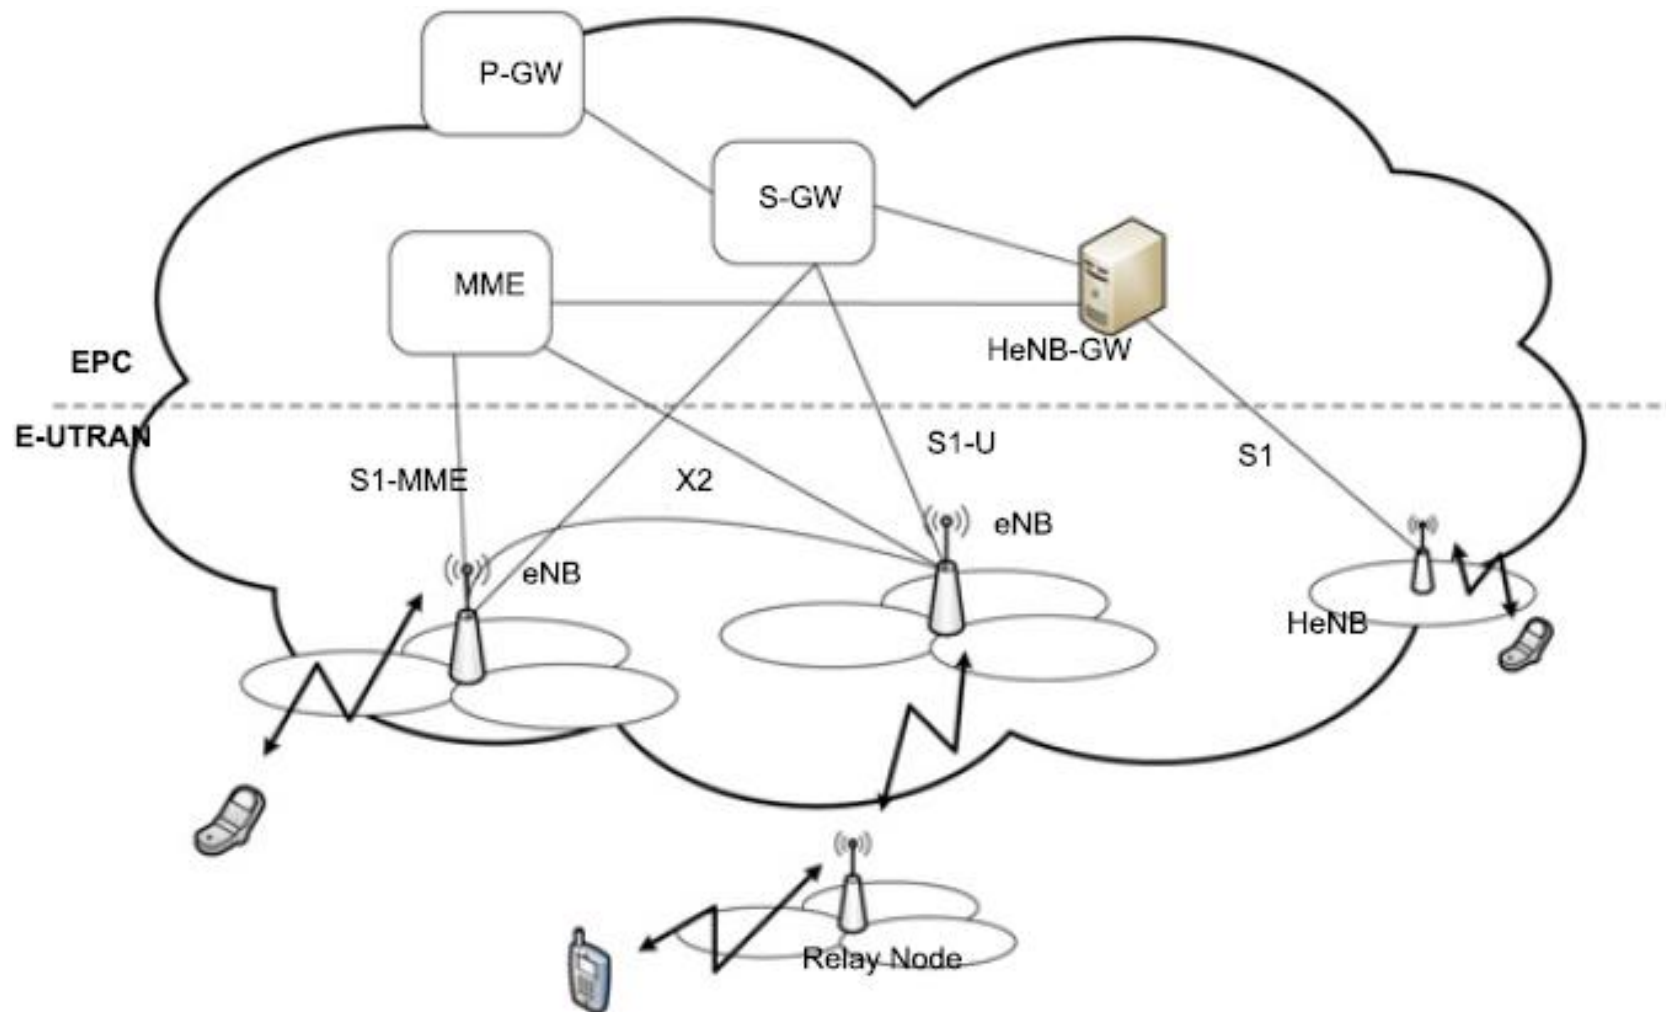 P-GW
S-GW
MME
HeNB-GW
EPC
E-UTRAN
S1-U
S1
S1-MME
X2
eNB
eNB
HeNB
Relay Node